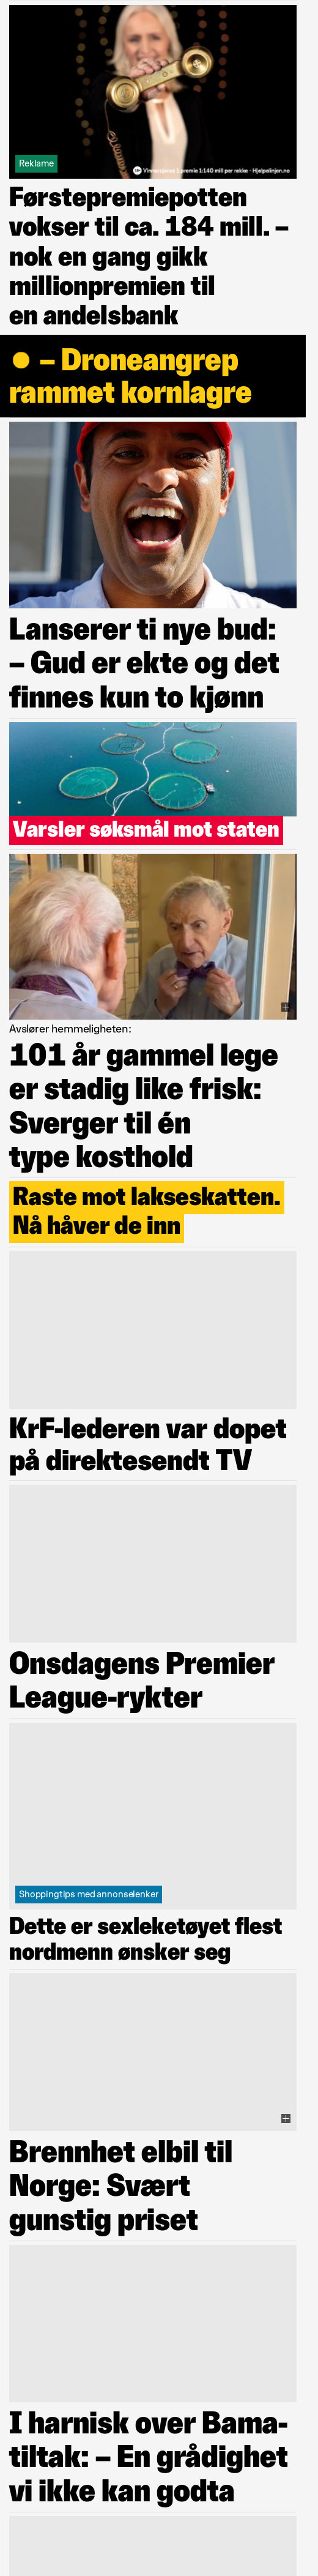 Reklame
Vinnersjanse 1.premie 1:140 mill per rekke - Hjelpelinjen.no
Førstepremiepotten
vokser til ca. 184 mill. –
nok en gang gikk
millionpremien til
en andelsbank
– Droneangrep
rammet kornlagre
Lanserer ti nye bud:
– Gud er ekte og det
finnes kun to kjønn
Varsler søksmål mot staten
Avslører hemmeligheten:
101 år gammel lege
er stadig like frisk:
Sverger til én
type kosthold
Raste mot lakseskatten.
Nå håver de inn
KrF-lederen var dopet
på direktesendt TV
Onsdagens Premier
League-rykter
Shoppingtips med annonselenker
Dette er sexleketøyet flest
nordmenn ønsker seg
Brennhet elbil til
Norge: Svært
gunstig priset
I harnisk over Bama-
tiltak: – En grådighet
vi ikke kan godta